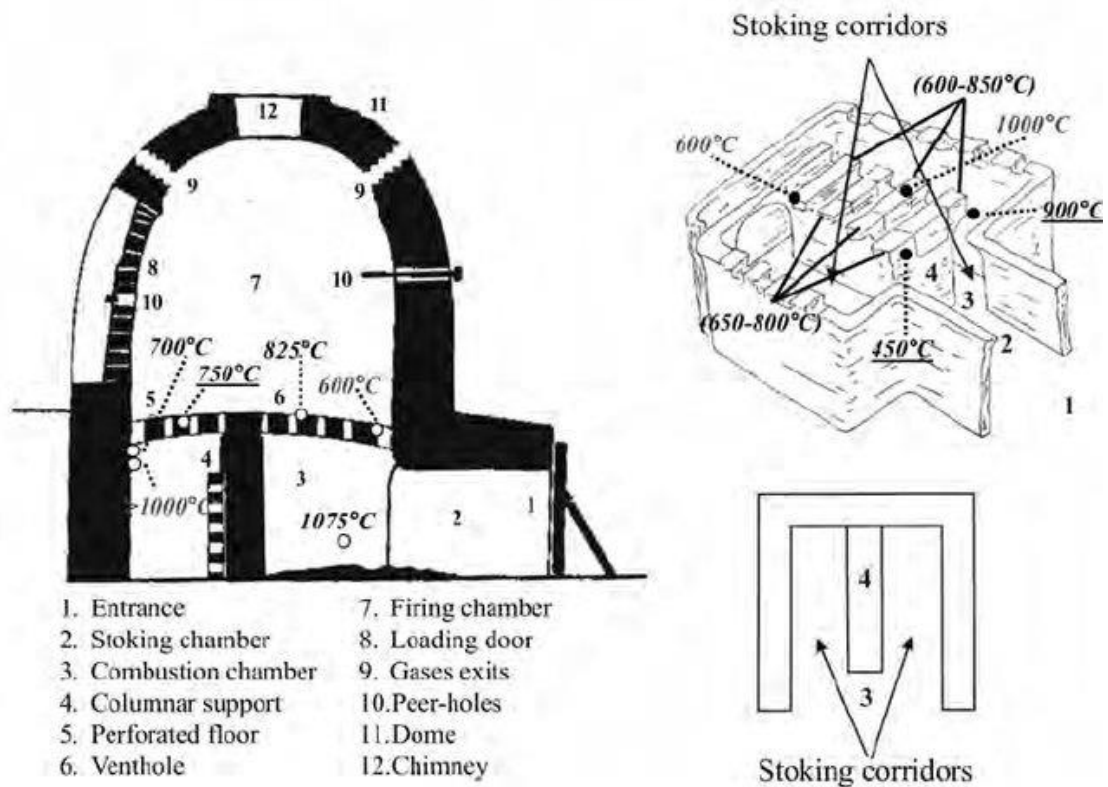 Stoking corridors
(600-850°C)
12
11
1000°C
600°C
9
9
900°C
8
7
10
10
4
3
(650-800°C)
2
700°C
825°C
450°C
750°C
600°C
5
6
1
4
3
>1000°C
2
1
1075°C
4
1. Entrance
2. Stoking chamber
3. Combustion chamber
4. Columnar support
5. Perforated floor
6. Venthole
7. Firing chamber
8. Loading door
9. Gases exits
10. Peer-holes
11. Dome
12. Chimney
3
Stoking corridors